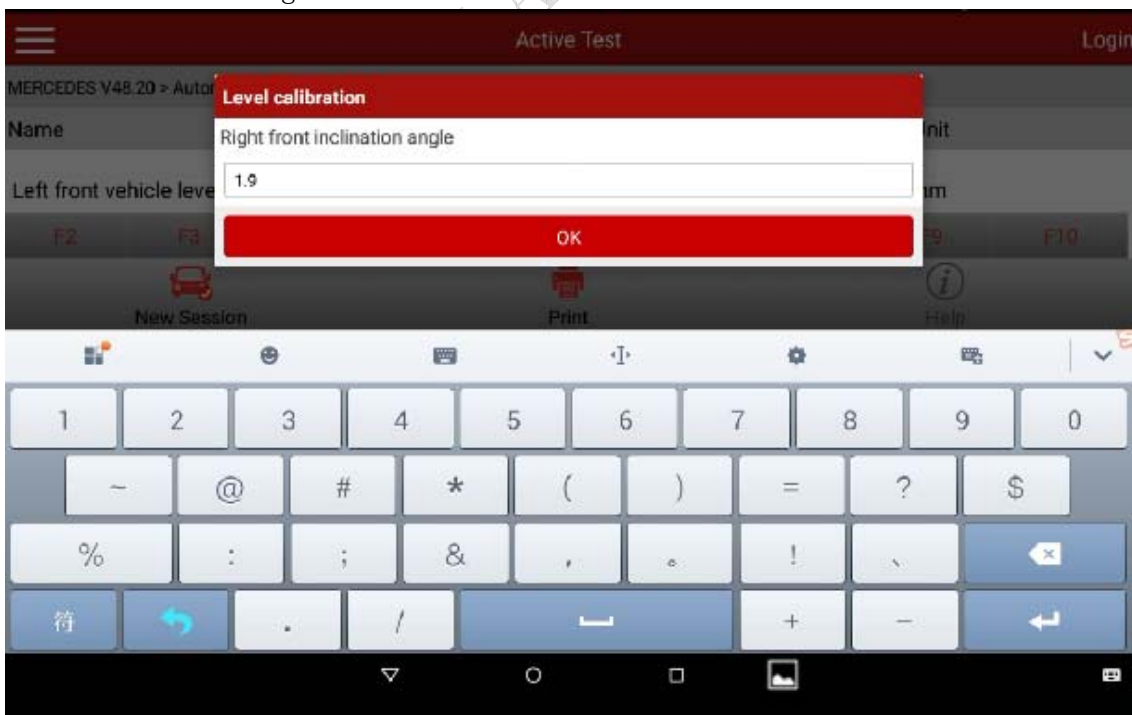 Active Test
Login
MERCEDES V48.20 > Autor
Level calibration
Name
Right front inclination angle
Unit
Left front vehicle leve
1.9
F2
F3
OK
F9
F10
New Session
Print
Help
1 2 3 4 5 6 7 8 9 0
~ @ # * ( ) = ? $
% : ; & , 。 ! 、
符 . / + -